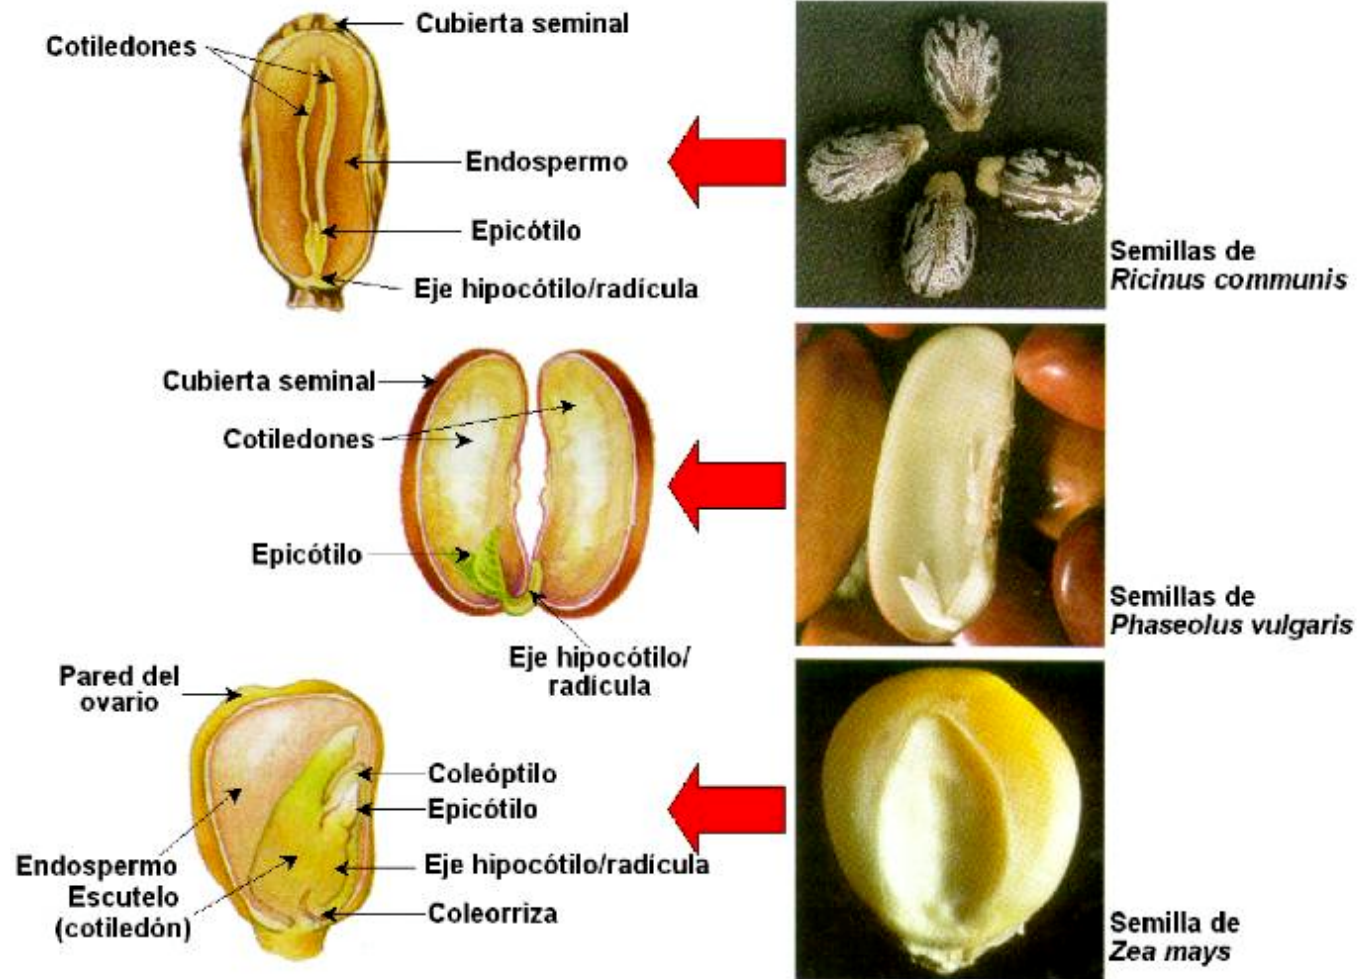 Cubierta seminal
Cotiledones
Endospermo
Epicótilo
Eje hipocótilo/radícula
Semillas de
Ricinus communis
Cubierta seminal
Cotiledones
Epicótilo
Eje hipocótilo/
radícula
Semillas de
Phaseolus vulgaris
Pared del
ovario
Coleóptilo
Epicótilo
Endospermo
Escutelo
(cotiledón)
Eje hipocótilo/radícula
Coleorriza
Semilla de
Zea mays